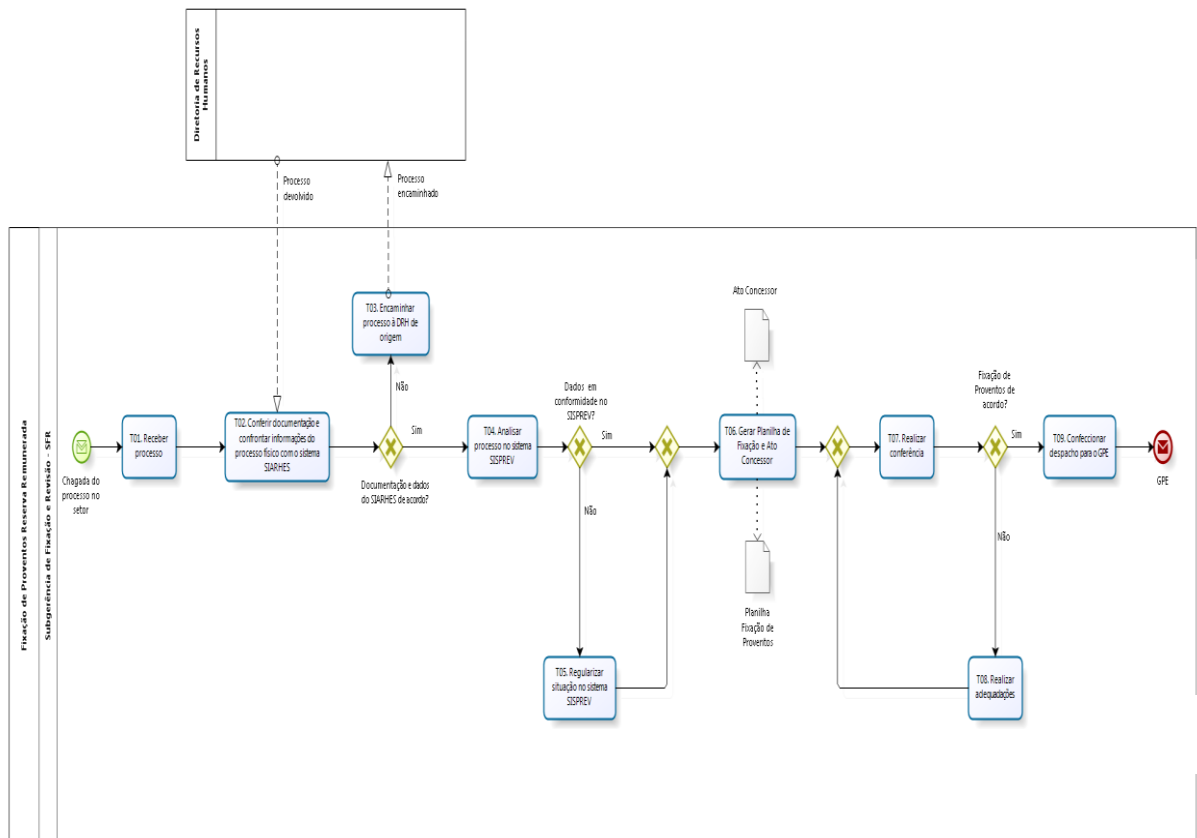 Diretoria de Recursos
Humanos
Processo
devolvido
Processo
encaminhado
Fixação de Proventos Reserva Remunerada
Subgerência de Fixação e Revisão - SFR
Chagada do
processo no
setor
T01. Receber
processo
T02. Conferir documentação e
confrontar informações do
processo físico com o sistema
SIARHES
T03. Encaminhar
processo à DRH de
origem
Não
Sim
Documentação e dados
do SIARHES de acordo?
T04. Analisar
processo no sistema
SISPREV
Dados em
conformidade no
SISPREV?
Sim
Não
T05. Regularizar
situação no sistema
SISPREV
Ato Concessor
T06. Gerar Planilha de
Fixação e Ato
Concessor
Planilha
Fixação de
Proventos
T07. Realizar
conferência
Fixação de
Proventos de
acordo?
Sim
Não
T08. Realizar
adequadações
T09. Confeccionar
despacho para o GPE
GPE